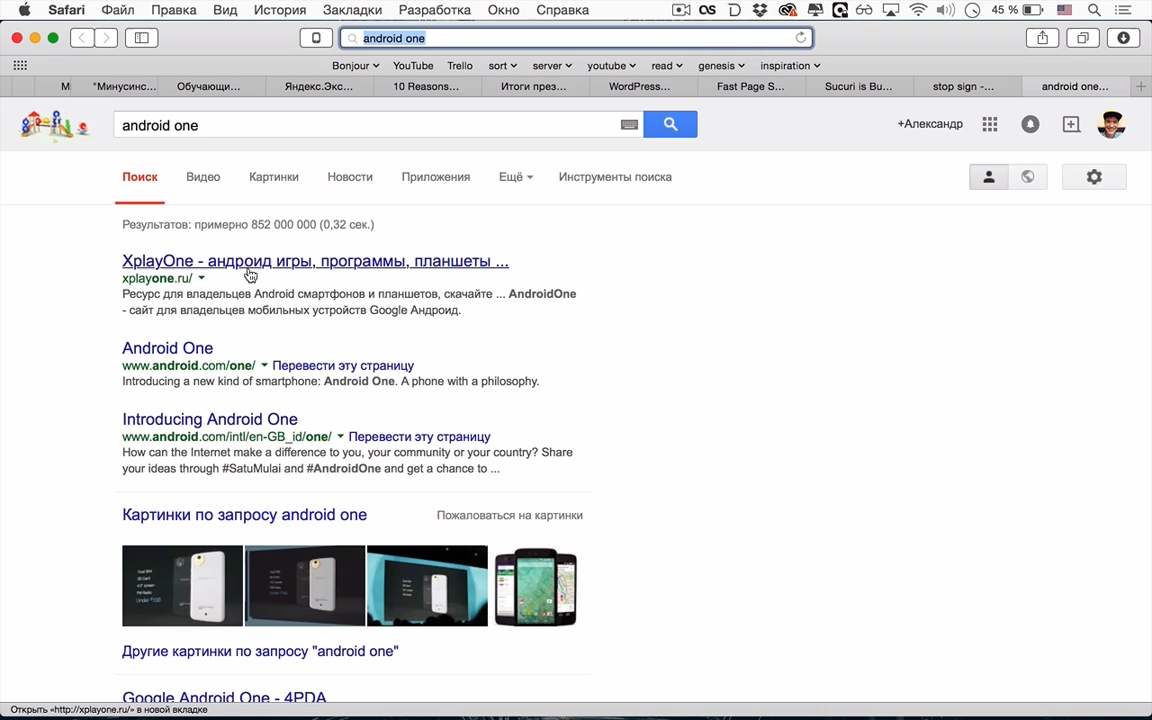 Safari Файл Правка Вид История Закладки Разработка Окно Справка 45 %
android one
Bonjour YouTube Trello sort server youtube read genesis inspiration
М "Минусинс... Обучающи... Яндекс.Экс... 10 Reasons... Итоги през... WordPress... Fast Page S... Sucuri is Bu... stop sign -... android one...
android one
+Александр
Поиск Видео Картинки Новости Приложения Ещё Инструменты поиска
Результатов: примерно 852 000 000 (0,32 сек.)
XplayOne - андроид игры, программы, планшеты ...
xplayone.ru/
Ресурс для владельцев Android смартфонов и планшетов, скачайте ... AndroidOne
- сайт для владельцев мобильных устройств Google Андроид.
Android One
www.android.com/one/ Перевести эту страницу
Introducing a new kind of smartphone: Android One. A phone with a philosophy.
Introducing Android One
www.android.com/intl/en-GB_id/one/ Перевести эту страницу
How can the Internet make a difference to you, your community or your country? Share
your ideas through #SatuMulai and #AndroidOne and get a chance to ...
Картинки по запросу android one Пожаловаться на картинки
Другие картинки по запросу "android one"
Google Android One - 4PDA
Открыть «http://xplayone.ru/» в новой вкладке